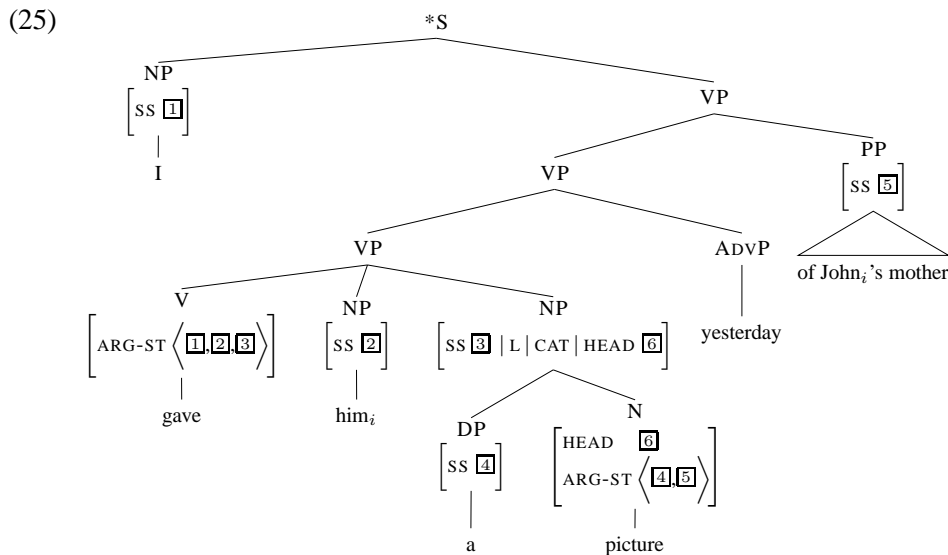 (25)
*S
NP
[SS 1]
I
VP
VP
PP
[SS 5]
of Johnᵢ's mother
VP
ADVP
yesterday
V
[ARG-ST ⟨1,2,3⟩]
gave
NP
[SS 2]
himᵢ
NP
[SS 3 | L | CAT | HEAD 6]
DP
[SS 4]
a
N
HEAD 6
ARG-ST ⟨4,5⟩
picture